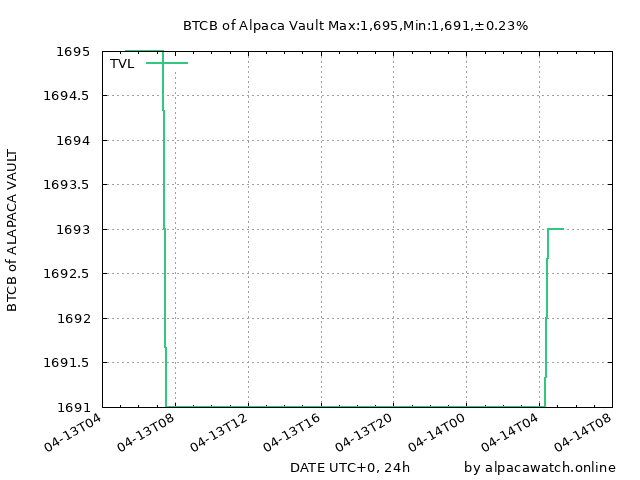 BTCB of Alpaca Vault Max:1,695,Min:1,691,±0.23%
BTCB of ALAPACA VAULT
TVL
1695
1694.5
1694
1693.5
1693
1692.5
1692
1691.5
1691
04-13T04
04-13T08
04-13T12
04-13T16
04-13T20
04-14T00
04-14T04
04-14T08
DATE UTC+0, 24h
by alpacawatch.online